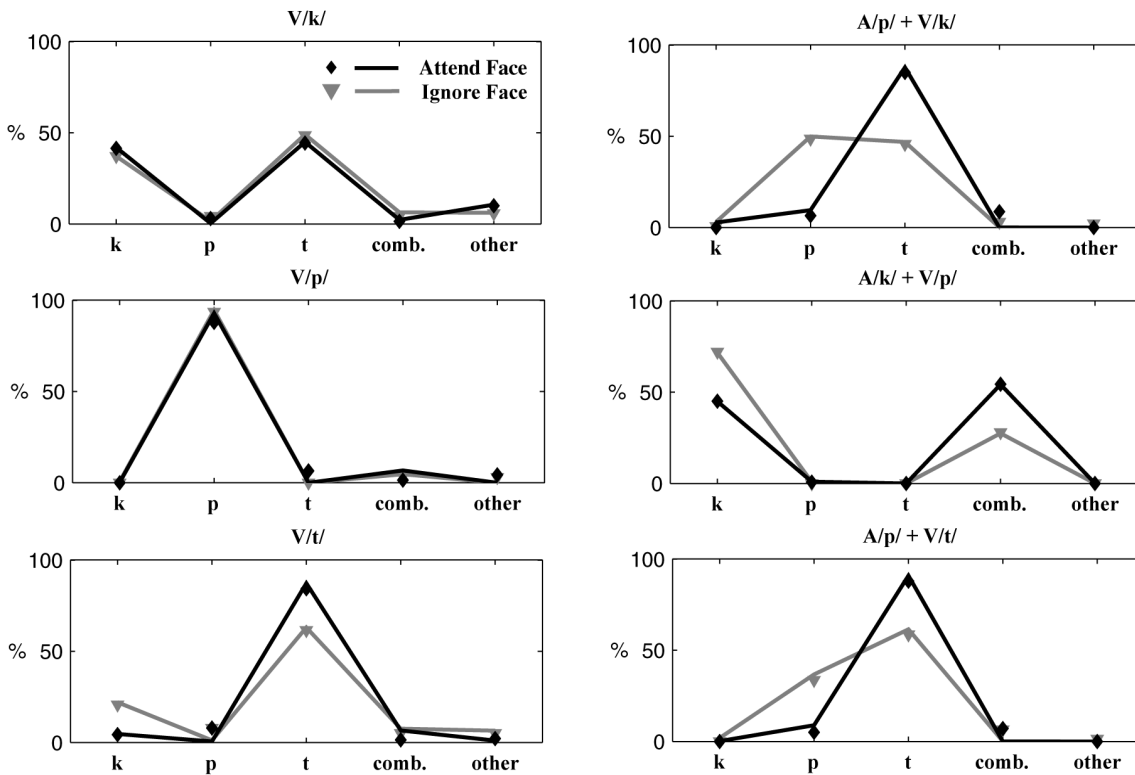 V/k/
100
50
0
%
Attend Face
Ignore Face
k p t comb. other
A/p/ + V/k/
100
50
0
%
k p t comb. other
V/p/
100
50
0
%
k p t comb. other
A/k/ + V/p/
100
50
0
%
k p t comb. other
V/t/
100
50
0
%
k p t comb. other
A/p/ + V/t/
100
50
0
%
k p t comb. other